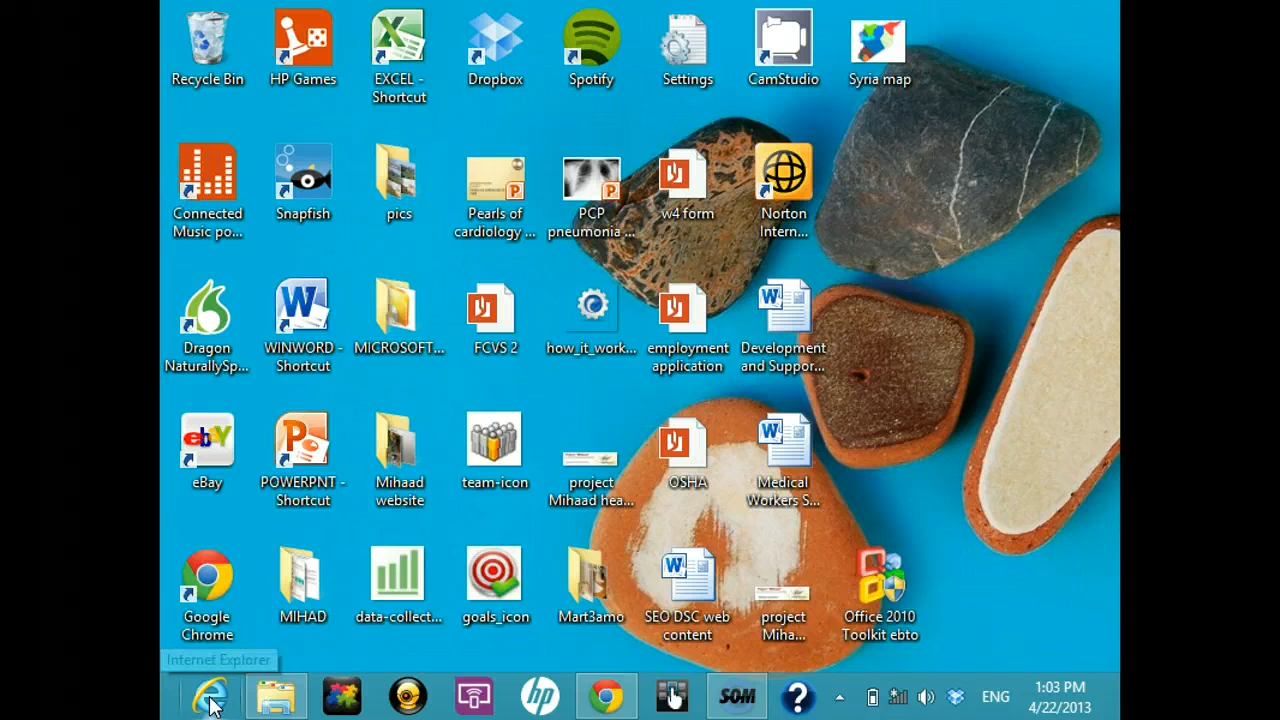 Recycle Bin
HP Games
EXCEL -
Shortcut
Dropbox
Spotify
Settings
CamStudio
Syria map
Connected
Music po...
Snapfish
pics
Pearls of
cardiology ...
PCP
pneumonia ...
w4 form
Norton
Intern...
Dragon
NaturallySp...
WINWORD -
Shortcut
MICROSOFT...
FCVS 2
how_it_work...
employment
application
Development
and Suppor...
ebY
eBay
POWERPNT -
Shortcut
Mihaad
website
team-icon
project
Mihaad hea...
OSHA
Medical
Workers S...
Google
Chrome
MIHAD
data-collect...
goals_icon
Mart3amo
SEO DSC web
content
project
Miha...
Office 2010
Toolkit ebto
Internet Explorer
hp
SOM
?
ENG
1:03 PM
4/22/2013